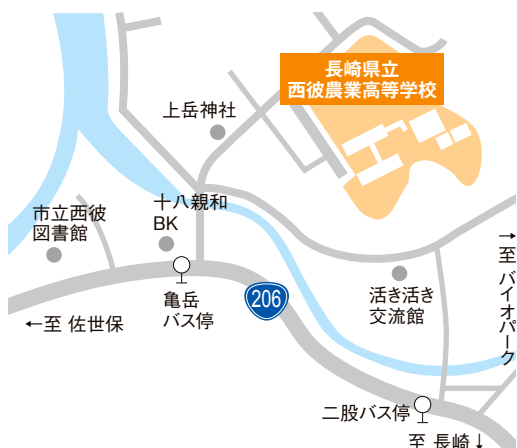 長崎県立
西彼農業高等学校
上岳神社
十八親和
BK
市立西彼
図書館
亀岳
バス停
206
活き活き
交流館
→至 バイオパーク
←至 佐世保
二股バス停
至 長崎↓